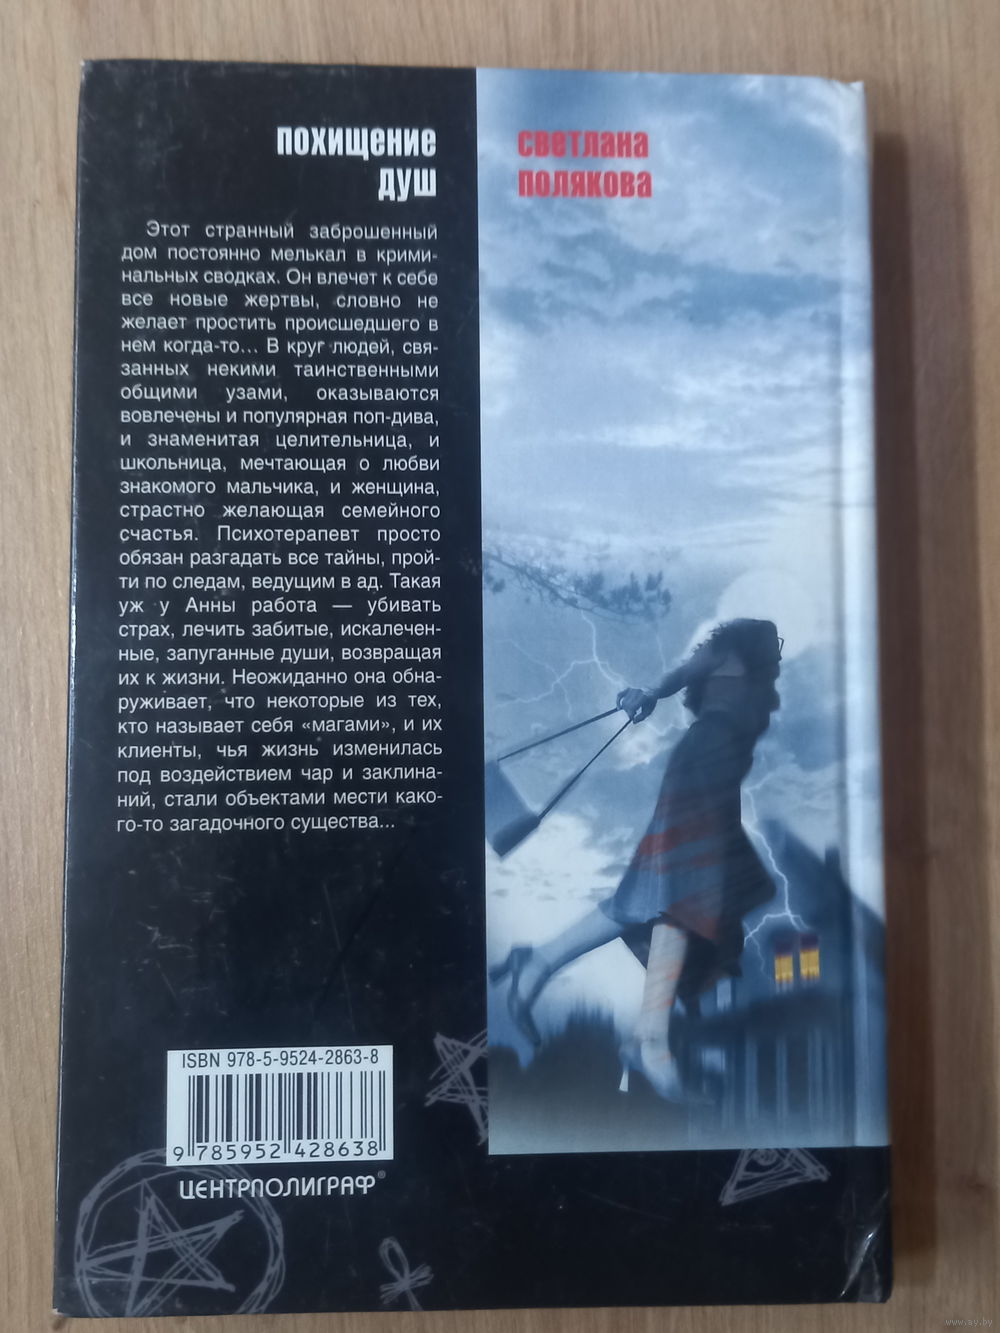 похищение
душ
светлана
полякова
Этот странный заброшенный
дом постоянно мелькал в крими-
нальных сводках. Он влечет к себе
все новые жертвы, словно не
желает простить происшедшего в
нем когда-то... В круг людей, свя-
занных некими таинственными
общими узами, оказываются
вовлечены и популярная поп-дива,
и знаменитая целительница, и
школьница, мечтающая о любви
знакомого мальчика, и женщина,
страстно желающая семейного
счастья. Психотерапевт просто
обязан разгадать все тайны, прой-
ти по следам, ведущим в ад. Такая
уж у Анны работа — убивать
страх, лечить забитые, искалечен-
ные, запуганные души, возвращая
их к жизни. Неожиданно она обна-
руживает, что некоторые из тех,
кто называет себя «магами», и их
клиенты, чья жизнь изменилась
под воздействием чар и заклина-
ний, стали объектами мести како-
го-то загадочного существа...
ISBN 978-5-9524-2863-8
9 785952 428638
ЦЕНТРПОЛИГРАФ®
www.ay.by